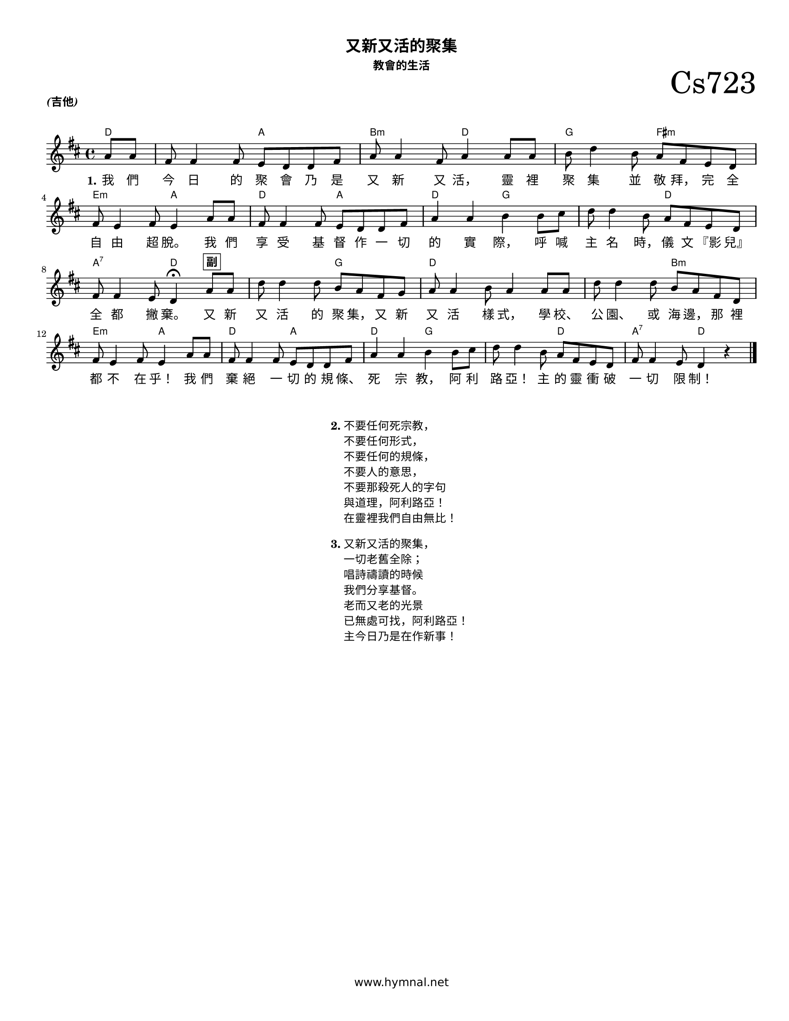 又新又活的聚集
教會的生活
Cs723
(吉他)
D A Bm D G F♯m
1. 我 們 今 日 的 聚 會 乃 是 又 新 又 活， 靈 裡 聚 集 並 敬 拜， 完 全
4 Em A D A D G D
自 由 超 脫。 我 們 享 受 基 督 作 一 切 的 實 際， 呼 喊 主 名 時， 儀 文 『影 兒』
8 A7 D 副 G D Bm
全 都 撇 棄。 又 新 又 活 的 聚 集， 又 新 又 活 樣 式， 學 校、 公 園、 或 海 邊， 那 裡
12 Em A D A D G D A7 D
都 不 在 乎！ 我 們 棄 絕 一 切 的 規 條、 死 宗 教， 阿 利 路 亞！ 主 的 靈 衝 破 一 切 限 制！
2. 不要任何死宗教，
不要任何形式，
不要任何的規條，
不要人的意思，
不要那殺死人的字句
與道理，阿利路亞！
在靈裡我們自由無比！
3. 又新又活的聚集，
一切老舊全除；
唱詩禱讀的時候
我們分享基督。
老而又老的光景
已無處可找，阿利路亞！
主今日乃是在作新事！
www.hymnal.net